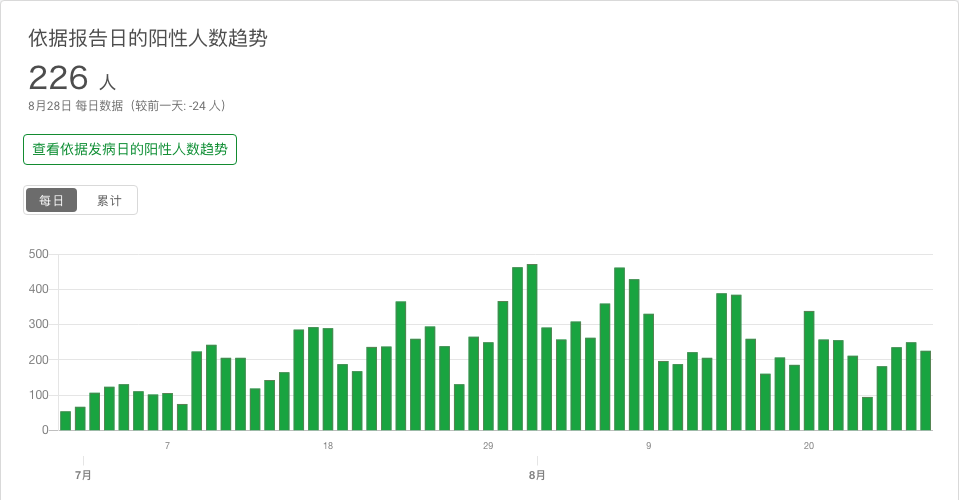 依据报告日的阳性人数趋势
226 人
8月28日 每日数据（较前一天: -24 人）
查看依据发病日的阳性人数趋势
每日 累计
500
400
300
200
100
0
7 18 29 9 20
7月 8月